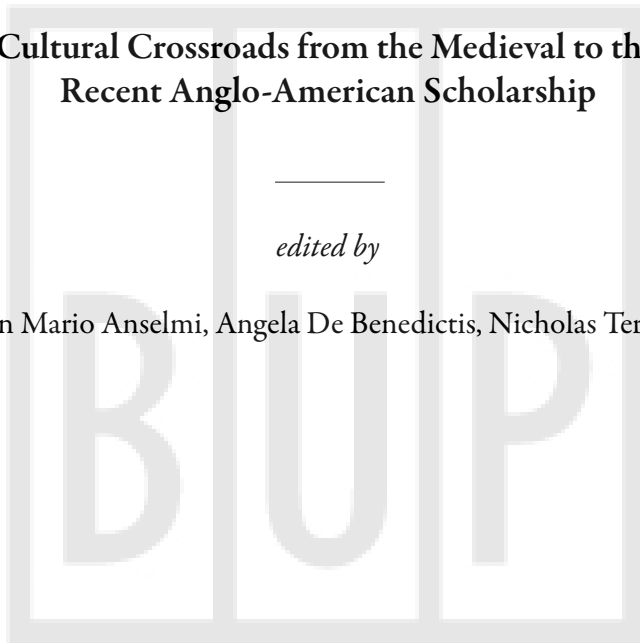 Cultural Crossroads from the Medieval to th
Recent Anglo-American Scholarship
edited by
n Mario Anselmi, Angela De Benedictis, Nicholas Ter
BUP